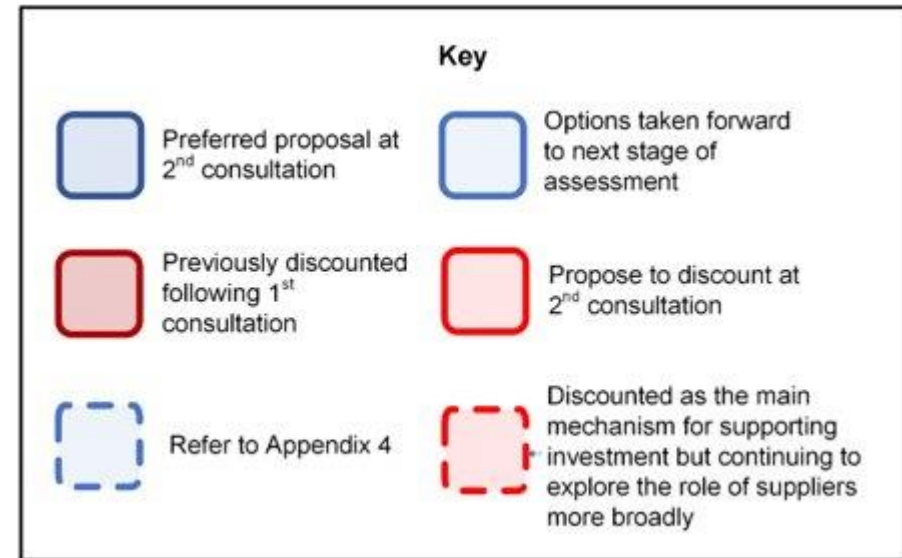 Key
Preferred proposal at
2nd consultation
Options taken forward
to next stage of
assessment
Previously discounted
following 1st
consultation
Propose to discount at
2nd consultation
Refer to Appendix 4
Discounted as the main
mechanism for supporting
investment but continuing to
explore the role of suppliers
more broadly